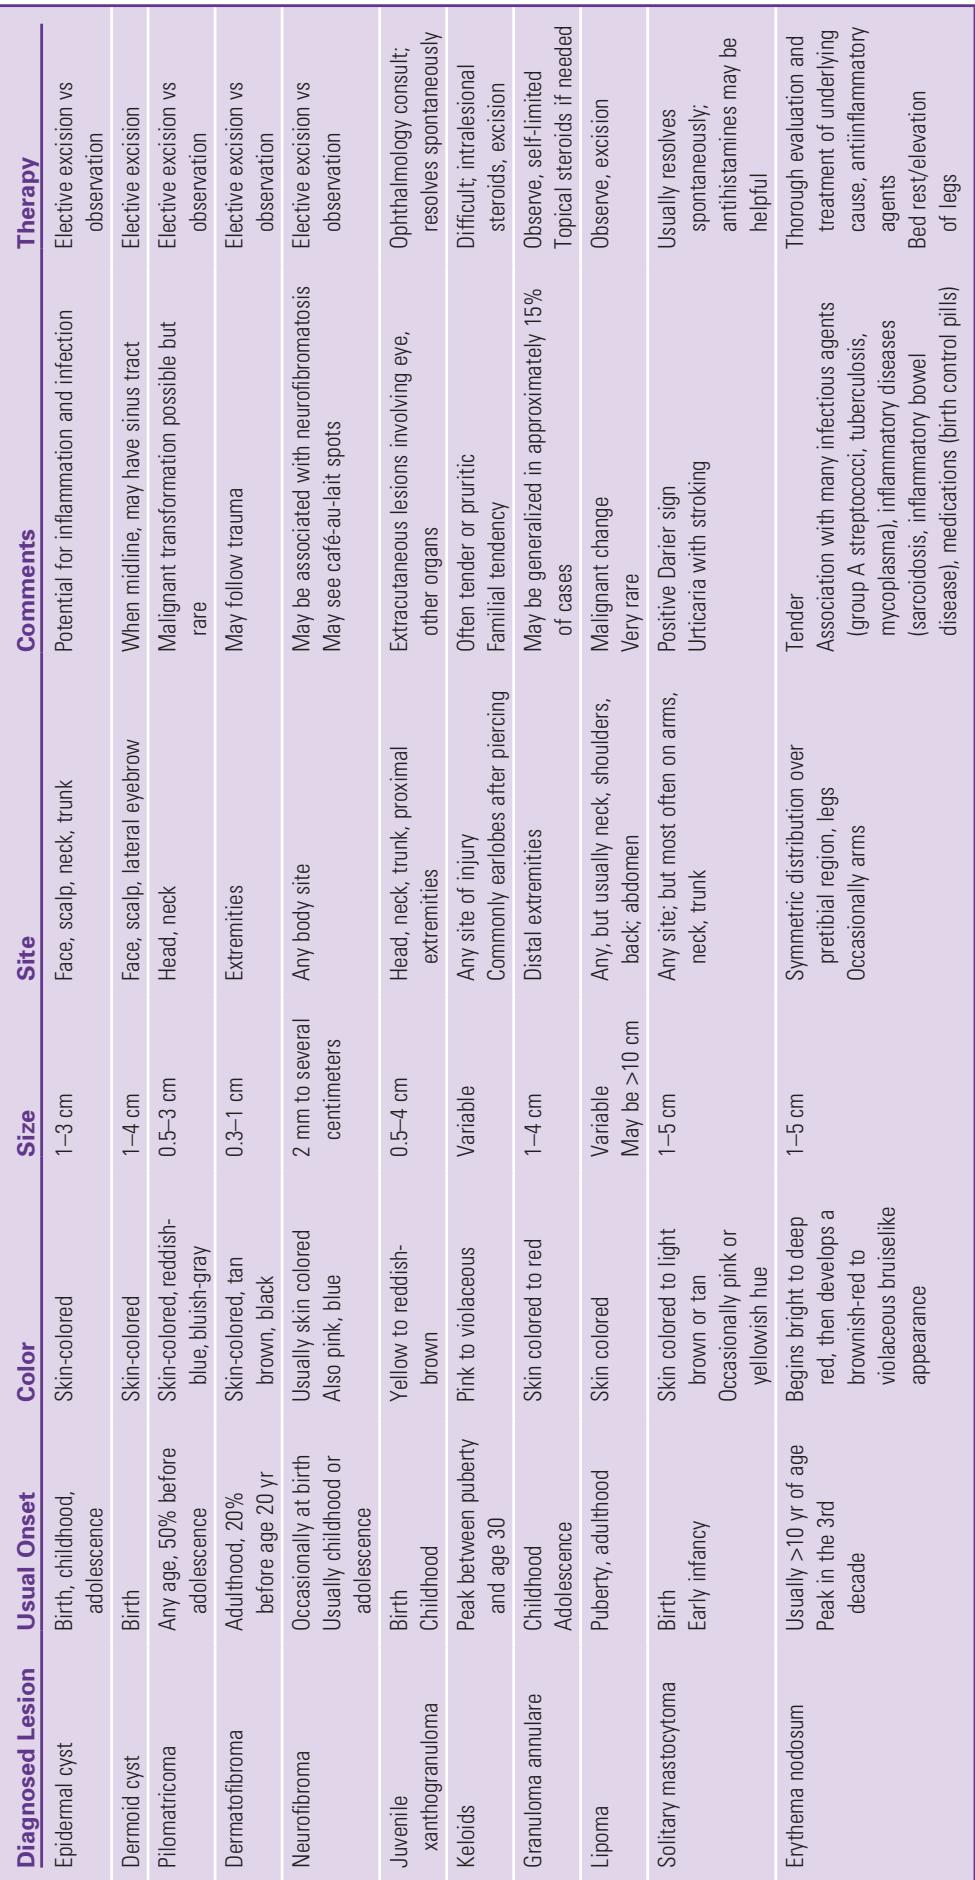 Diagnosed Lesion Usual Onset Color Size Site Comments Therapy
Epidermal cyst Birth, childhood, Skin-colored 1–3 cm Face, scalp, neck, trunk Potential for inflammation and infection Elective excision vs
adolescence observation
Dermoid cyst Birth Skin-colored 1–4 cm Face, scalp, lateral eyebrow When midline, may have sinus tract Elective excision
Pilomatricoma Any age, 50% before Skin-colored, reddish- 0.5–3 cm Head, neck Malignant transformation possible but Elective excision vs
adolescence blue, bluish-gray rare observation
Dermatofibroma Adulthood, 20% Skin-colored, tan 0.3–1 cm Extremities May follow trauma Elective excision vs
before age 20 yr brown, black observation
Neurofibroma Occasionally at birth Usually skin colored 2 mm to several Any body site May be associated with neurofibromatosis Elective excision vs
Usually childhood or Also pink, blue centimeters May see café-au-lait spots observation
adolescence
Juvenile Birth Yellow to reddish- 0.5–4 cm Head, neck, trunk, proximal Extracutaneous lesions involving eye, Ophthalmology consult;
xanthogranuloma Childhood brown extremities other organs resolves spontaneously
Keloids Peak between puberty Pink to violaceous Variable Any site of injury Often tender or pruritic Difficult; intralesional
and age 30 Commonly earlobes after piercing Familial tendency steroids, excision
Granuloma annulare Childhood Skin colored to red 1–4 cm Distal extremities May be generalized in approximately 15% Observe, self-limited
Adolescence of cases Topical steroids if needed
Lipoma Puberty, adulthood Skin colored Variable Any, but usually neck, shoulders, Malignant change Observe, excision
May be >10 cm back; abdomen Very rare
Solitary mastocytoma Birth Skin colored to light 1–5 cm Any site; but most often on arms, Positive Darier sign Usually resolves
Early infancy brown or tan neck, trunk Urticaria with stroking spontaneously;
Occasionally pink or antihistamines may be
yellowish hue helpful
Erythema nodosum Usually >10 yr of age Begins bright to deep 1–5 cm Symmetric distribution over Tender Thorough evaluation and
Peak in the 3rd red, then develops a pretibial region, legs Association with many infectious agents treatment of underlying
decade brownish-red to Occasionally arms (group A streptococci, tuberculosis, cause, antiinflammatory
violaceous bruiselike mycoplasma), inflammatory diseases agents
appearance (sarcoidosis, inflammatory bowel Bed rest/elevation
disease), medications (birth control pills) of legs